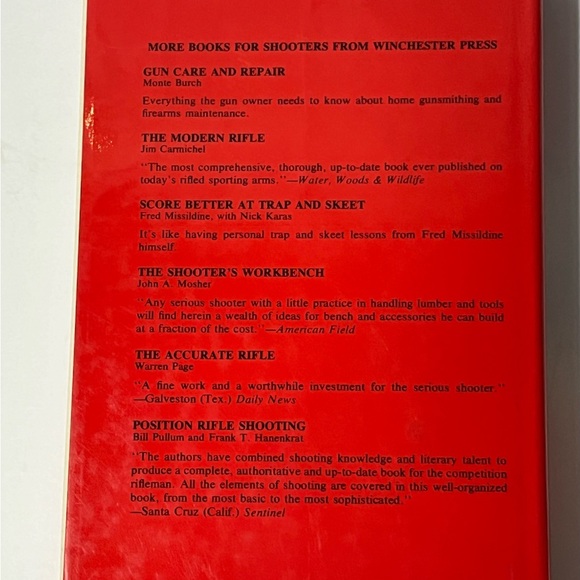 MORE BOOKS FOR SHOOTERS FROM WINCHESTER PRESS
GUN CARE AND REPAIR
Monte Burch
Everything the gun owner needs to know about home gunsmithing and
firearms maintenance.
THE MODERN RIFLE
Jim Carmichel
"The most comprehensive, thorough, up-to-date book ever published on
today's rifled sporting arms."—Water, Woods & Wildlife
SCORE BETTER AT TRAP AND SKEET
Fred Missildine, with Nick Karas
It's like having personal trap and skeet lessons from Fred Missildine
himself.
THE SHOOTER'S WORKBENCH
John A. Mosher
"Any serious shooter with a little practice in handling lumber and tools
will find herein a wealth of ideas for bench and accessories he can build
at a fraction of the cost."—American Field
THE ACCURATE RIFLE
Warren Page
"A fine work and a worthwhile investment for the serious shooter."
—Galveston (Tex.) Daily News
POSITION RIFLE SHOOTING
Bill Pullum and Frank T. Hanenkrat
"The authors have combined shooting knowledge and literary talent to
produce a complete, authoritative and up-to-date book for the competition
rifleman. All the elements of shooting are covered in this well-organized
book, from the most basic to the most sophisticated."
—Santa Cruz (Calif.) Sentinel